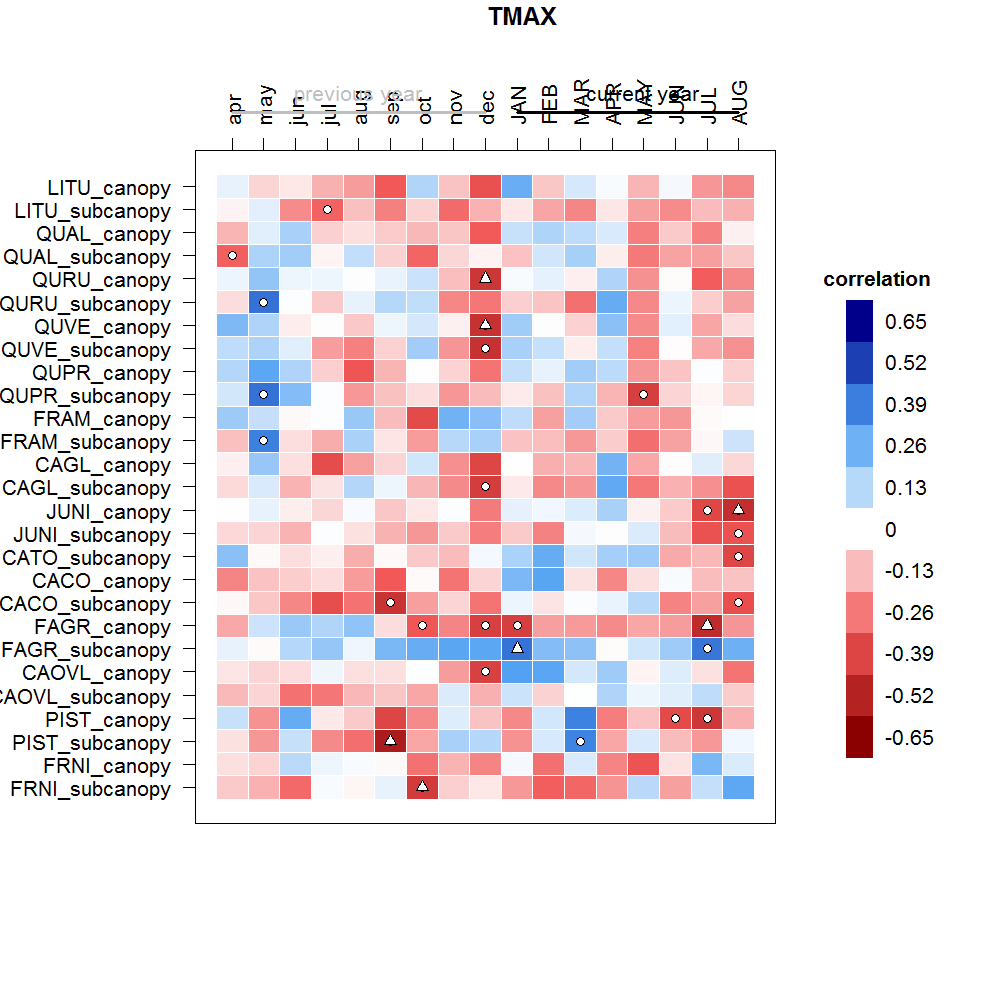 TMAX
previous year
current year
apr
may
jun
jul
aug
sep
oct
nov
dec
JAN
FEB
MAR
APR
MAY
JUN
JUL
AUG
LITU_canopy
LITU_subcanopy
QUAL_canopy
QUAL_subcanopy
QURU_canopy
QURU_subcanopy
QUVE_canopy
QUVE_subcanopy
QUPR_canopy
QUPR_subcanopy
FRAM_canopy
FRAM_subcanopy
CAGL_canopy
CAGL_subcanopy
JUNI_canopy
JUNI_subcanopy
CATO_subcanopy
CACO_canopy
CACO_subcanopy
FAGR_canopy
FAGR_subcanopy
CAOVL_canopy
CAOVL_subcanopy
PIST_canopy
PIST_subcanopy
FRNI_canopy
FRNI_subcanopy
correlation
0.65
0.52
0.39
0.26
0.13
0
-0.13
-0.26
-0.39
-0.52
-0.65